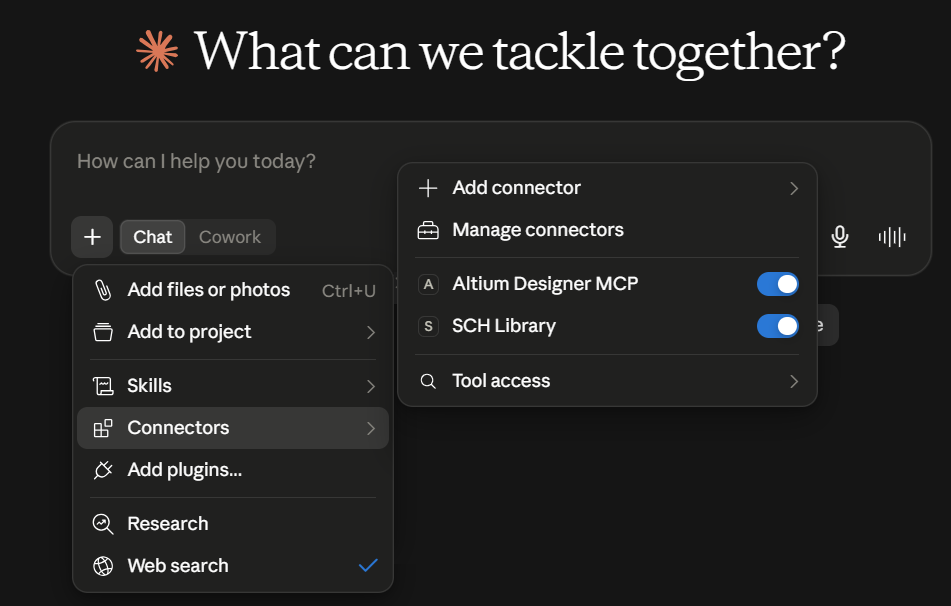 What can we tackle together?
How can I help you today?
Chat
Cowork
Add files or photos
Ctrl+U
Add to project
Skills
Connectors
Add plugins...
Research
Web search
Add connector
Manage connectors
A Altium Designer MCP
S SCH Library
Tool access